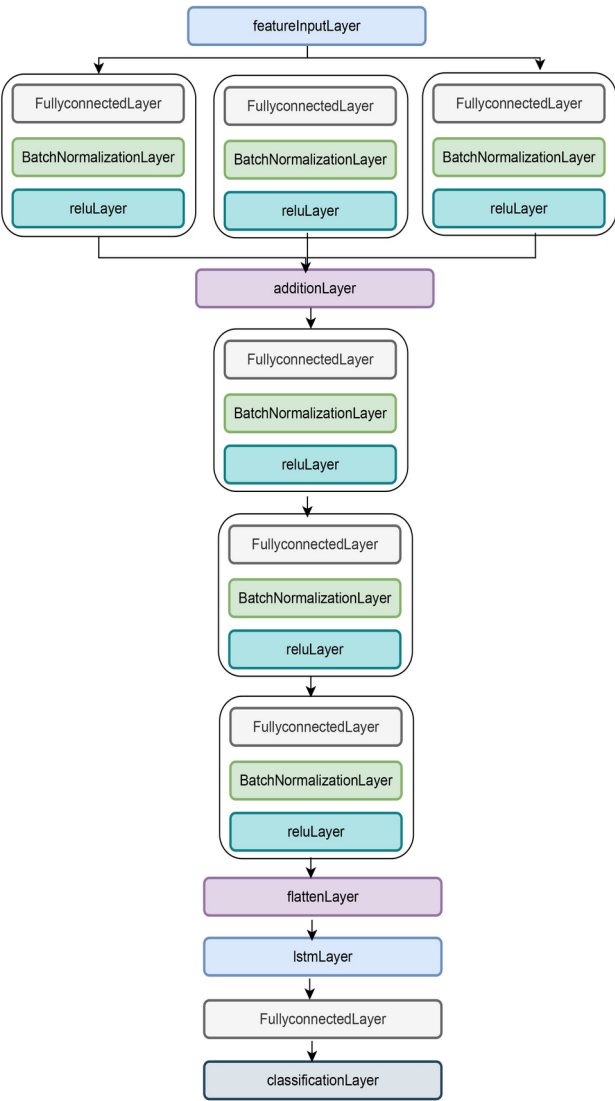 featureInputLayer
FullyconnectedLayer
BatchNormalizationLayer
reluLayer
FullyconnectedLayer
BatchNormalizationLayer
reluLayer
FullyconnectedLayer
BatchNormalizationLayer
reluLayer
additionLayer
FullyconnectedLayer
BatchNormalizationLayer
reluLayer
FullyconnectedLayer
BatchNormalizationLayer
reluLayer
FullyconnectedLayer
BatchNormalizationLayer
reluLayer
flattenLayer
lstmLayer
FullyconnectedLayer
classificationLayer